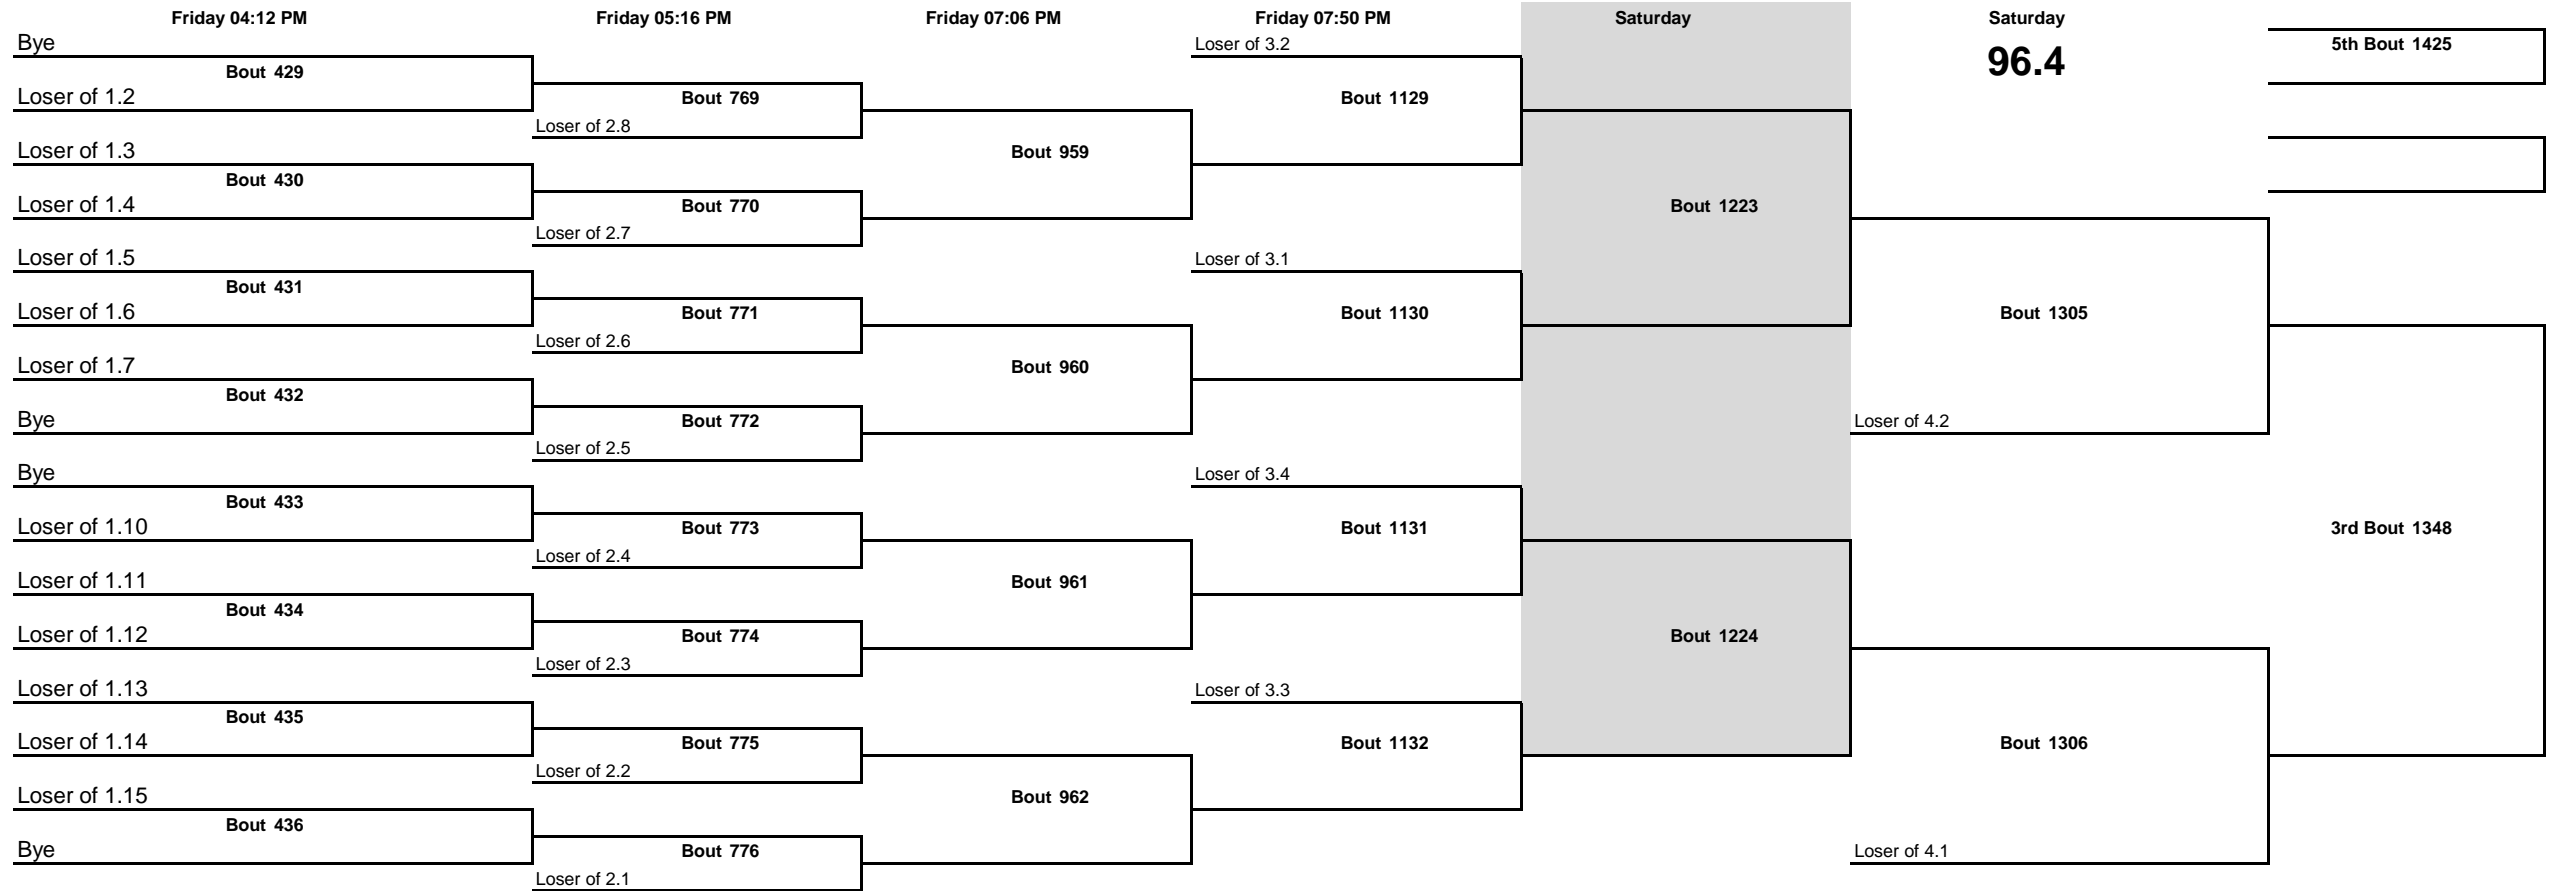 Friday 04:12 PM
Friday 05:16 PM
Friday 07:06 PM
Friday 07:50 PM
Saturday
Saturday
96.4
Bye
Bout 429
Loser of 1.2
Loser of 1.3
Bout 430
Loser of 1.4
Loser of 1.5
Bout 431
Loser of 1.6
Loser of 1.7
Bout 432
Bye
Bye
Bout 433
Loser of 1.10
Loser of 1.11
Bout 434
Loser of 1.12
Loser of 1.13
Bout 435
Loser of 1.14
Loser of 1.15
Bout 436
Bye
Bout 769
Loser of 2.8
Bout 770
Loser of 2.7
Bout 771
Loser of 2.6
Bout 772
Loser of 2.5
Bout 773
Loser of 2.4
Bout 774
Loser of 2.3
Bout 775
Loser of 2.2
Bout 776
Loser of 2.1
Bout 959
Bout 960
Bout 961
Bout 962
Loser of 3.2
Bout 1129
Loser of 3.1
Bout 1130
Loser of 3.4
Bout 1131
Loser of 3.3
Bout 1132
Bout 1223
Bout 1224
Bout 1305
Loser of 4.2
Bout 1306
Loser of 4.1
5th Bout 1425
3rd Bout 1348